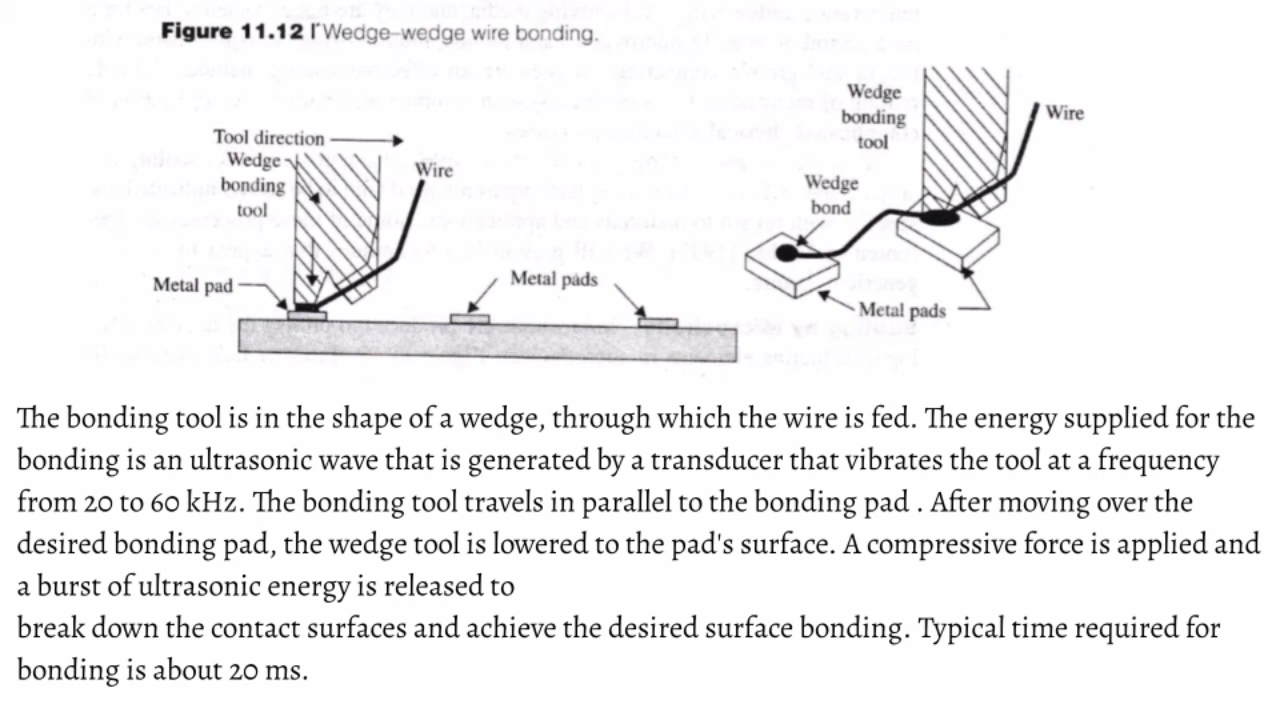 Figure 11.12 | Wedge–wedge wire bonding.
Tool direction
Wedge
bonding
tool
Wire
Metal pad
Metal pads
Wedge
bonding
tool
Wire
Wedge
bond
Metal pads
The bonding tool is in the shape of a wedge, through which the wire is fed. The energy supplied for the
bonding is an ultrasonic wave that is generated by a transducer that vibrates the tool at a frequency
from 20 to 60 kHz. The bonding tool travels in parallel to the bonding pad . After moving over the
desired bonding pad, the wedge tool is lowered to the pad's surface. A compressive force is applied and
a burst of ultrasonic energy is released to
break down the contact surfaces and achieve the desired surface bonding. Typical time required for
bonding is about 20 ms.